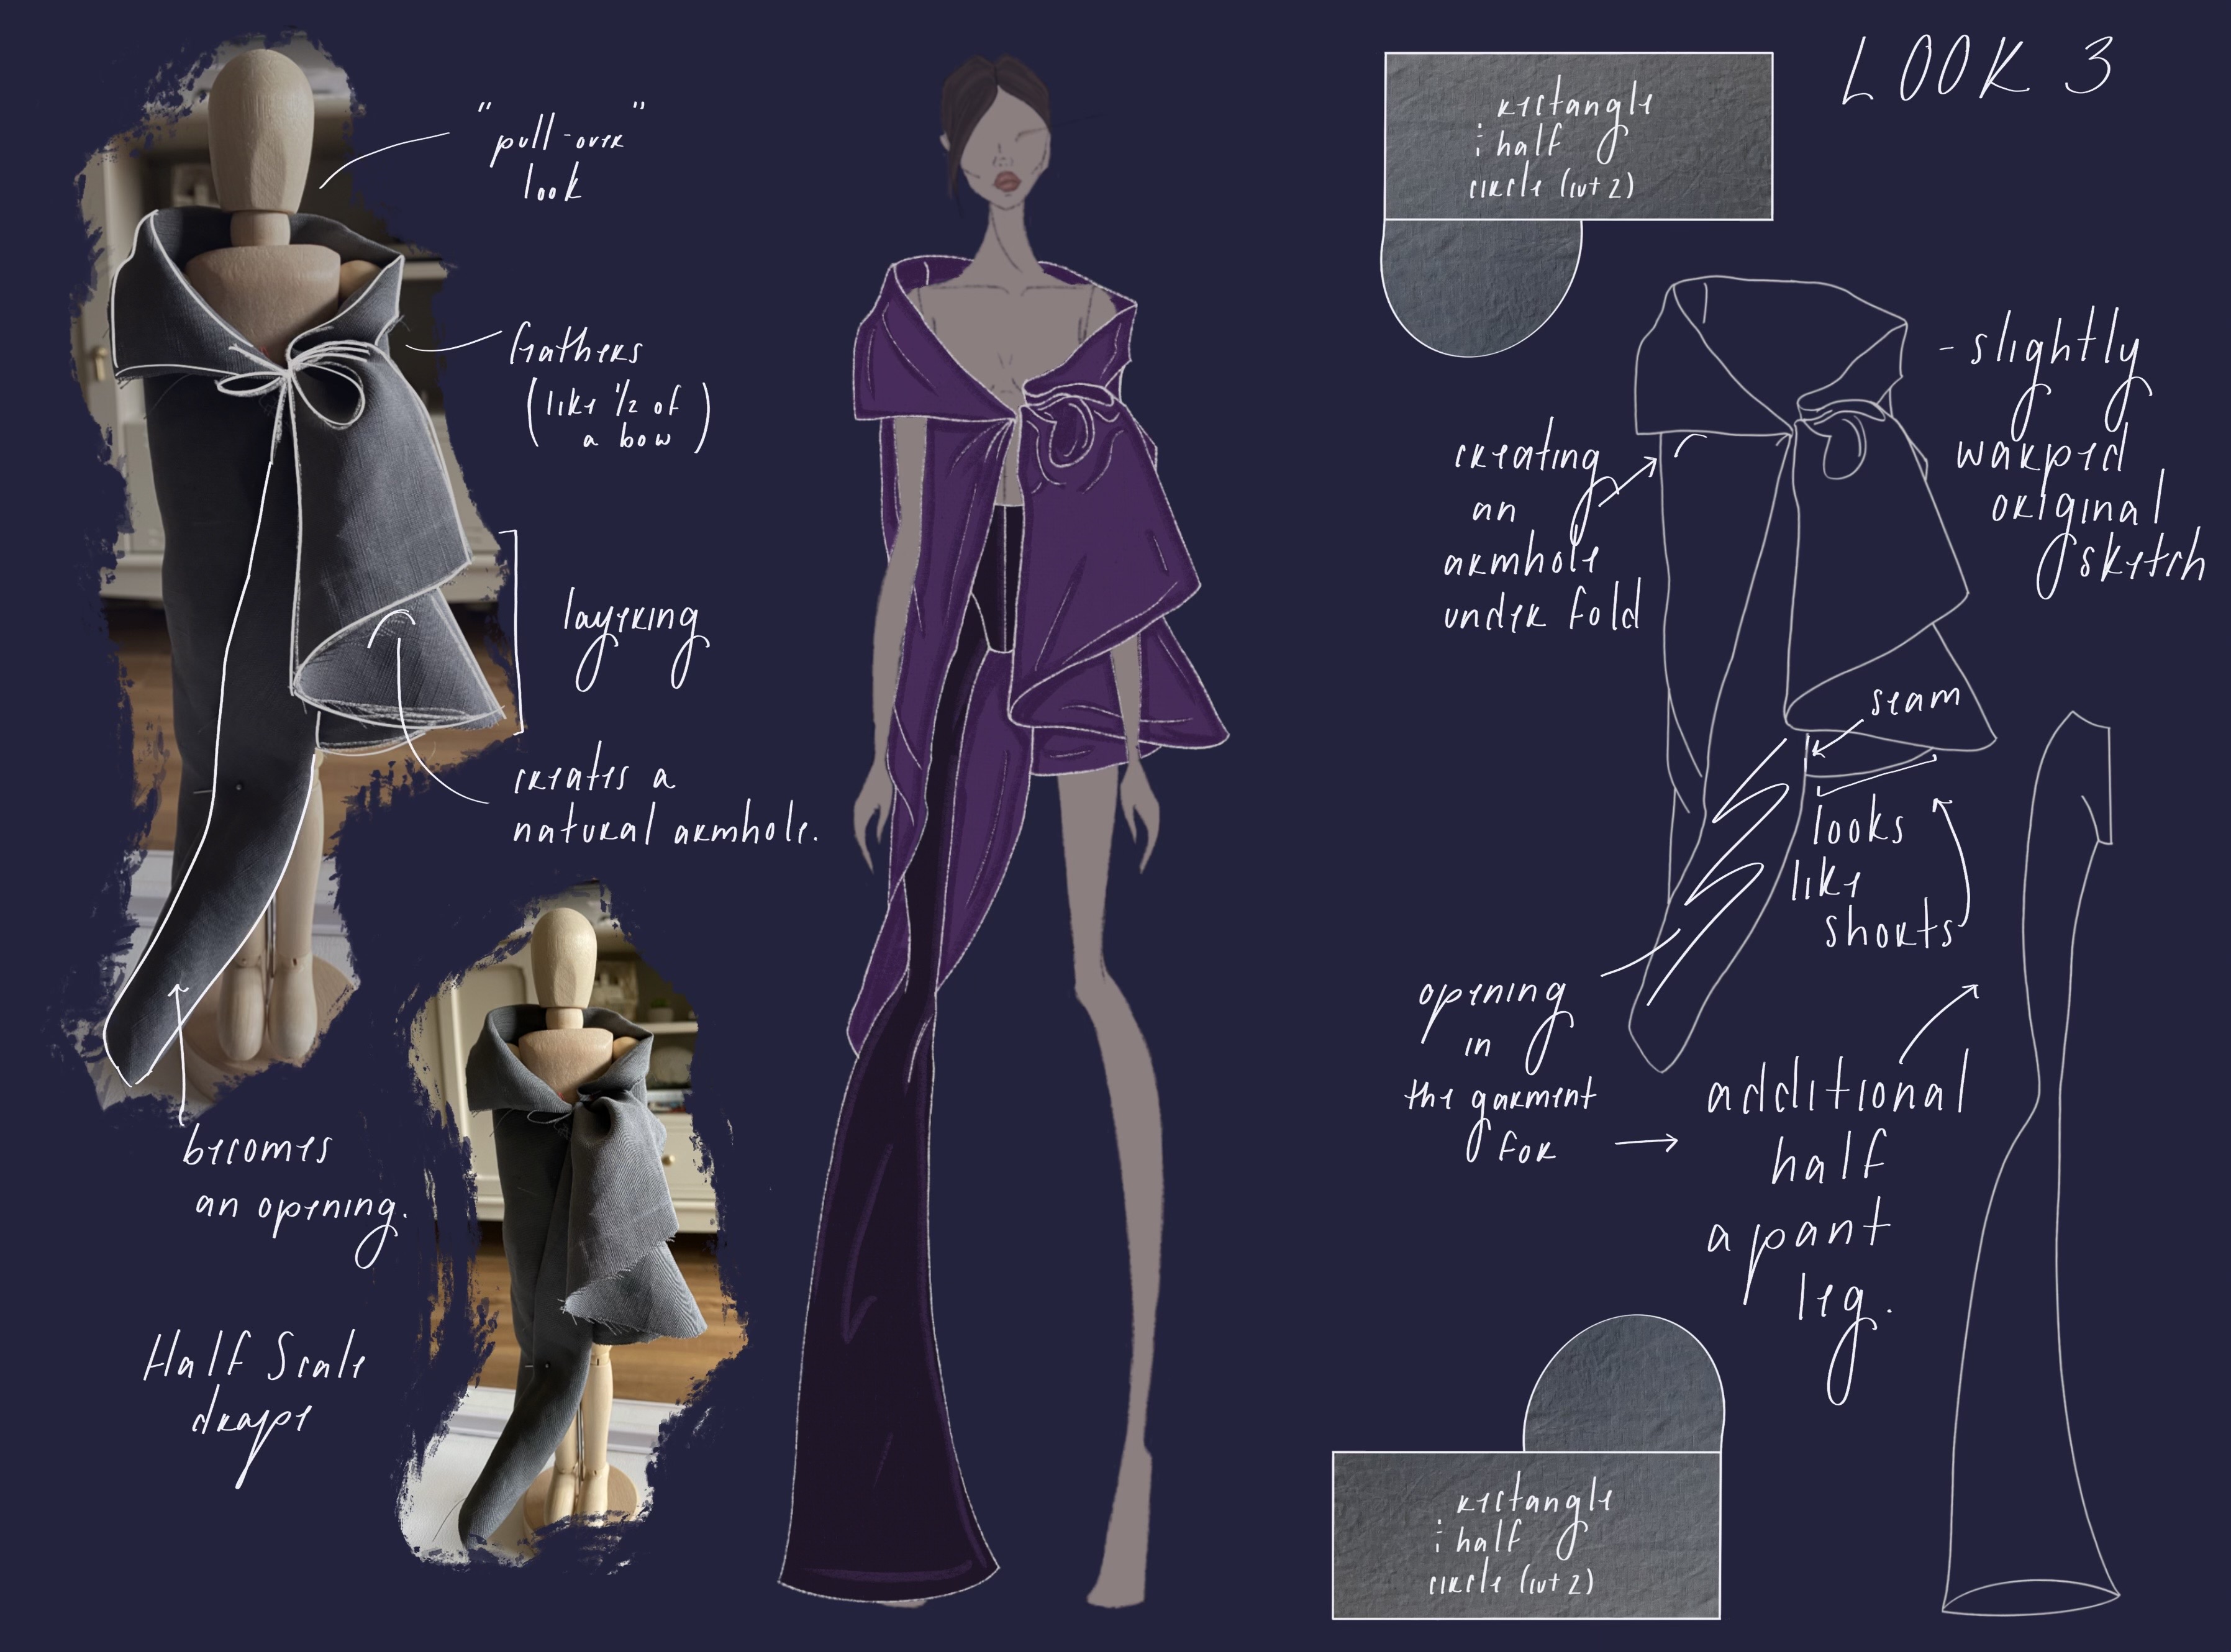 LOOK 3
"pull-over"
look
Gathers
(like 1/2 of
a bow)
layering
creates a
natural armhole.
becomes
an opening.
Half Scale
drape
rectangle
& half
circle (cut 2)
- slightly
warped
original
sketch
creating
an
armhole
under fold
seam
looks
like
shorts
opening
in
the garment
for →
additional
half
a pant
leg.
rectangle
& half
circle (cut 2)